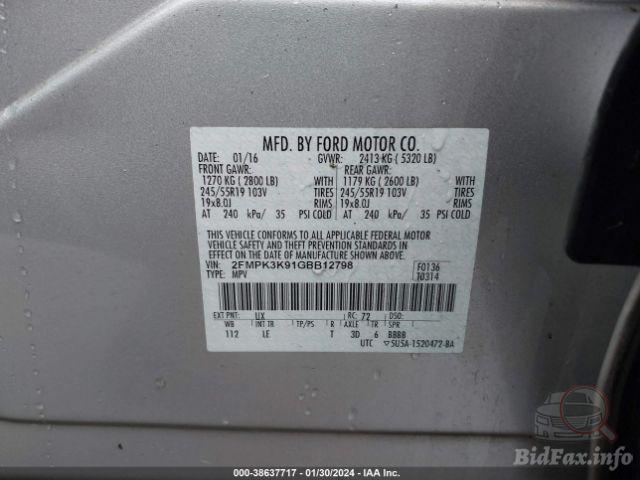 MFD. BY FORD MOTOR CO.
DATE: 01/16 GVWR: 2413 KG ( 5320 LB)
FRONT GAWR: REAR GAWR:
1270 KG ( 2800 LB) WITH 1179 KG ( 2600 LB) WITH
245/55R19 103V TIRES 245/55R19 103V TIRES
19x8.0J RIMS 19x8.0J RIMS
AT 240 kPa/ 35 PSI COLD AT 240 kPa/ 35 PSI COLD
THIS VEHICLE CONFORMS TO ALL APPLICABLE FEDERAL MOTOR
VEHICLE SAFETY AND THEFT PREVENTION STANDARDS IN
EFFECT ON THE DATE OF MANUFACTURE SHOWN ABOVE.
VIN: 2FMPK3K91GBB12798 F0136
TYPE: MPV T0314
EXT PNT: UX RC: 72 DSO:
WB INT TR TP/PS R AXLE TR SPR
112 LE T 3D 6 BBBB
UTC ▽5U5A-1520472-BA
BidFax.info
000-38637717 - 01/30/2024 - IAA Inc.